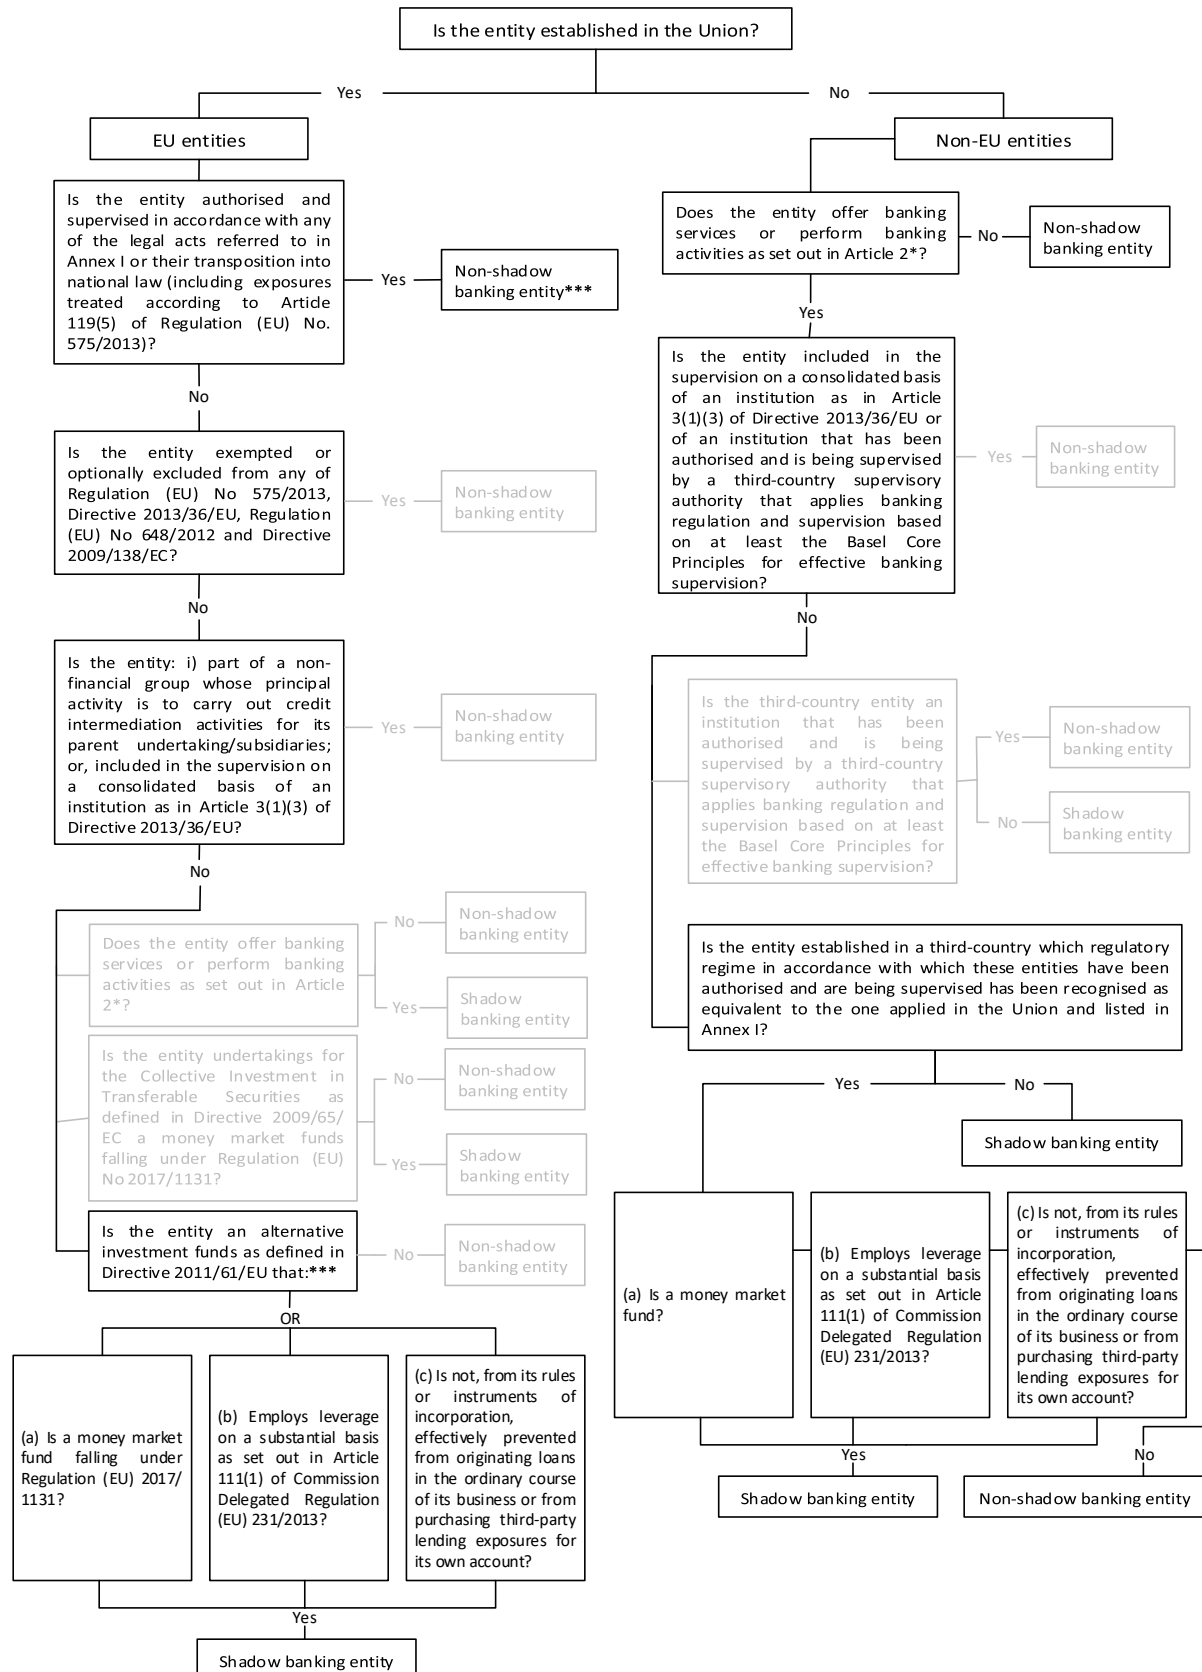 Is the entity established in the Union?
Yes
No
EU entities
Non-EU entities
Is the entity authorised and
supervised in accordance with any
of the legal acts referred to in
Annex I or their transposition into
national law (including exposures
treated according to Article
119(5) of Regulation (EU) No.
575/2013)?
Yes
Non-shadow
banking entity***
No
Is the entity exempted or
optionally excluded from any of
Regulation (EU) No 575/2013,
Directive 2013/36/EU, Regulation
(EU) No 648/2012 and Directive
2009/138/EC?
Yes
Non-shadow
banking entity
No
Is the entity: i) part of a non-
financial group whose principal
activity is to carry out credit
intermediation activities for its
parent undertaking/subsidiaries;
or, included in the supervision on
a consolidated basis of an
institution as in Article 3(1)(3) of
Directive 2013/36/EU?
Yes
Non-shadow
banking entity
No
Does the entity offer banking
services or perform banking
activities as set out in Article
2*?
No
Non-shadow
banking entity
Yes
Shadow
banking entity
Is the entity undertakings for
the Collective Investment in
Transferable Securities as
defined in Directive 2009/65/
EC a money market funds
falling under Regulation (EU)
No 2017/1131?
No
Non-shadow
banking entity
Yes
Shadow
banking entity
Is the entity an alternative
investment funds as defined in
Directive 2011/61/EU that:***
No
Non-shadow
banking entity
OR
(a) Is a money market
fund falling under
Regulation (EU) 2017/
1131?
(b) Employs leverage
on a substantial basis
as set out in Article
111(1) of Commission
Delegated Regulation
(EU) 231/2013?
(c) Is not, from its rules
or instruments of
incorporation,
effectively prevented
from originating loans
in the ordinary course
of its business or from
purchasing third-party
lending exposures for
its own account?
Yes
Shadow banking entity
Does the entity offer banking
services or perform banking
activities as set out in Article 2*?
No
Non-shadow
banking entity
Yes
Is the entity included in the
supervision on a consolidated basis
of an institution as in Article
3(1)(3) of Directive 2013/36/EU or
of an institution that has been
authorised and is being supervised
by a third-country supervisory
authority that applies banking
regulation and supervision based
on at least the Basel Core
Principles for effective banking
supervision?
Yes
Non-shadow
banking entity
No
Is the third-country entity an
institution that has been
authorised and is being
supervised by a third-country
supervisory authority that
applies banking regulation and
supervision based on at least
the Basel Core Principles for
effective banking supervision?
Yes
Non-shadow
banking entity
No
Shadow
banking entity
Is the entity established in a third-country which regulatory
regime in accordance with which these entities have been
authorised and are being supervised has been recognised as
equivalent to the one applied in the Union and listed in
Annex I?
Yes
No
Shadow banking entity
(a) Is a money market
fund?
(b) Employs leverage
on a substantial basis
as set out in Article
111(1) of Commission
Delegated Regulation
(EU) 231/2013?
(c) Is not, from its rules
or instruments of
incorporation,
effectively prevented
from originating loans
in the ordinary course
of its business or from
purchasing third-party
lending exposures for
its own account?
Yes
Shadow banking entity
No
Non-shadow banking entity